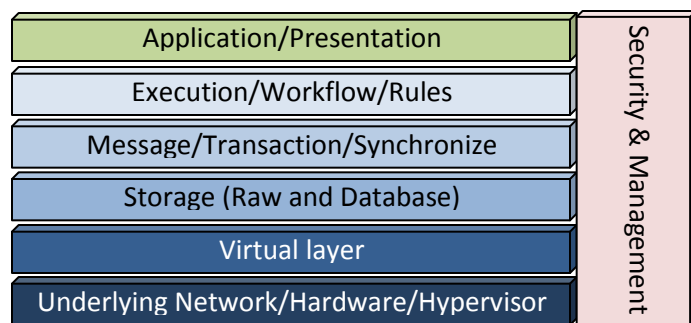 Application/Presentation
Execution/Workflow/Rules
Message/Transaction/Synchronize
Storage (Raw and Database)
Virtual layer
Underlying Network/Hardware/Hypervisor
Security & Management